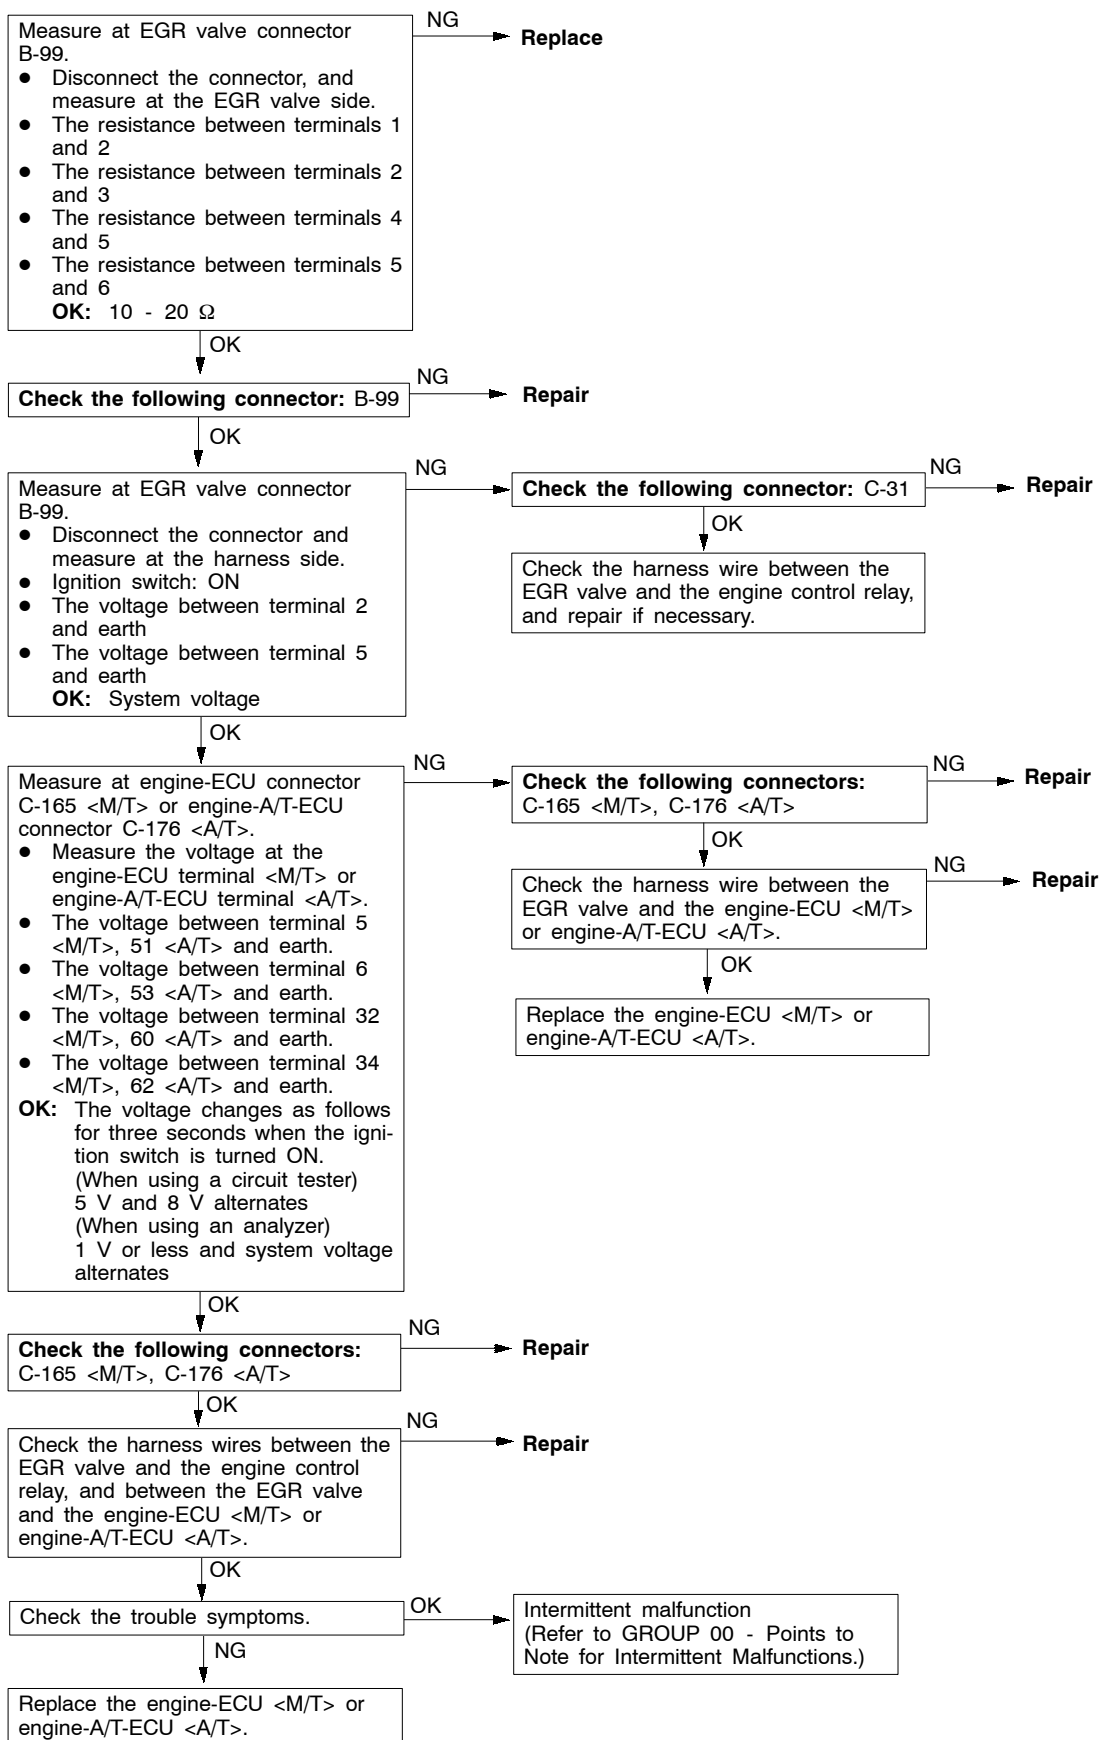 Measure at EGR valve connector
B-99.
● Disconnect the connector, and
measure at the EGR valve side.
● The resistance between terminals 1
and 2
● The resistance between terminals 2
and 3
● The resistance between terminals 4
and 5
● The resistance between terminals 5
and 6
OK: 10 - 20 Ω
NG
Replace
OK
Check the following connector: B-99
NG
Repair
OK
Measure at EGR valve connector
B-99.
● Disconnect the connector and
measure at the harness side.
● Ignition switch: ON
● The voltage between terminal 2
and earth
● The voltage between terminal 5
and earth
OK: System voltage
NG
Check the following connector: C-31
NG
Repair
OK
Check the harness wire between the
EGR valve and the engine control relay,
and repair if necessary.
OK
Measure at engine-ECU connector
C-165 <M/T> or engine-A/T-ECU
connector C-176 <A/T>.
● Measure the voltage at the
engine-ECU terminal <M/T> or
engine-A/T-ECU terminal <A/T>.
● The voltage between terminal 5
<M/T>, 51 <A/T> and earth.
● The voltage between terminal 6
<M/T>, 53 <A/T> and earth.
● The voltage between terminal 32
<M/T>, 60 <A/T> and earth.
● The voltage between terminal 34
<M/T>, 62 <A/T> and earth.
OK: The voltage changes as follows
for three seconds when the igni-
tion switch is turned ON.
(When using a circuit tester)
5 V and 8 V alternates
(When using an analyzer)
1 V or less and system voltage
alternates
NG
Check the following connectors:
C-165 <M/T>, C-176 <A/T>
NG
Repair
OK
Check the harness wire between the
EGR valve and the engine-ECU <M/T>
or engine-A/T-ECU <A/T>.
NG
Repair
OK
Replace the engine-ECU <M/T> or
engine-A/T-ECU <A/T>.
OK
Check the following connectors:
C-165 <M/T>, C-176 <A/T>
NG
Repair
OK
Check the harness wires between the
EGR valve and the engine control
relay, and between the EGR valve
and the engine-ECU <M/T> or
engine-A/T-ECU <A/T>.
NG
Repair
OK
Check the trouble symptoms.
OK
Intermittent malfunction
(Refer to GROUP 00 - Points to
Note for Intermittent Malfunctions.)
NG
Replace the engine-ECU <M/T> or
engine-A/T-ECU <A/T>.